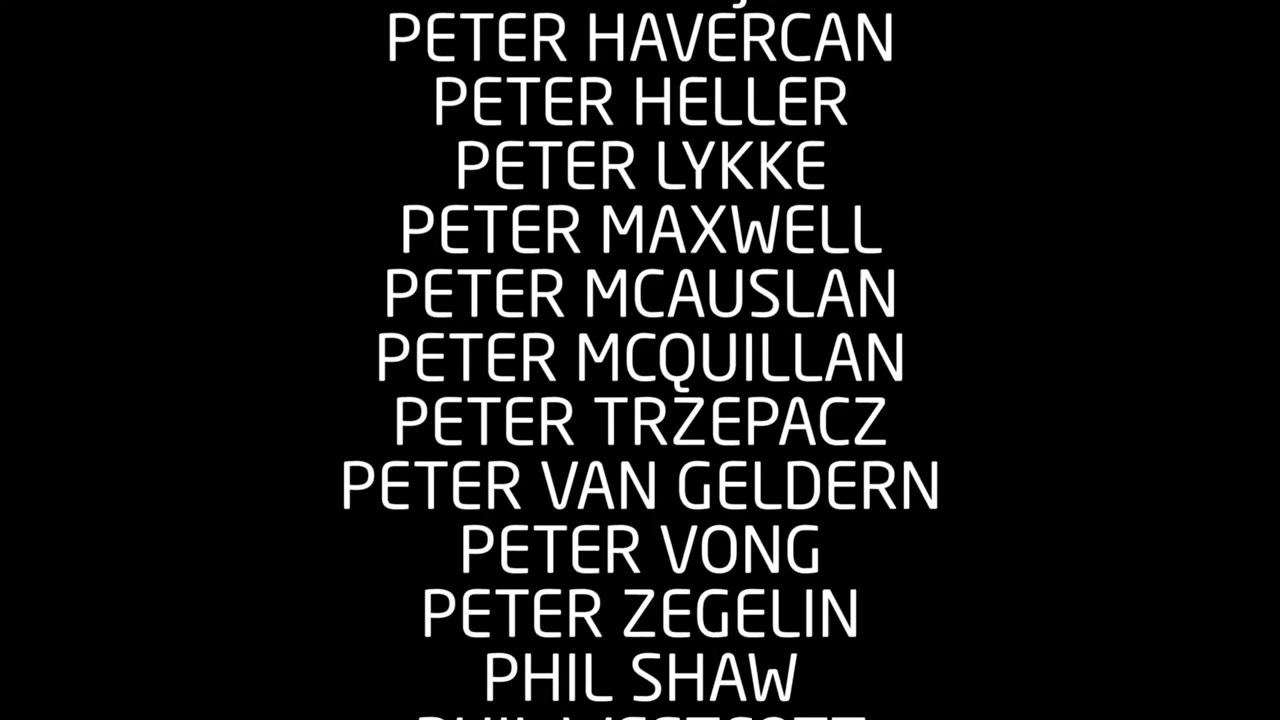 PETER HAVERCAN
PETER HELLER
PETER LYKKE
PETER MAXWELL
PETER MCAUSLAN
PETER MCQUILLAN
PETER TRZEPACZ
PETER VAN GELDERN
PETER VONG
PETER ZEGELIN
PHIL SHAW
PHIL